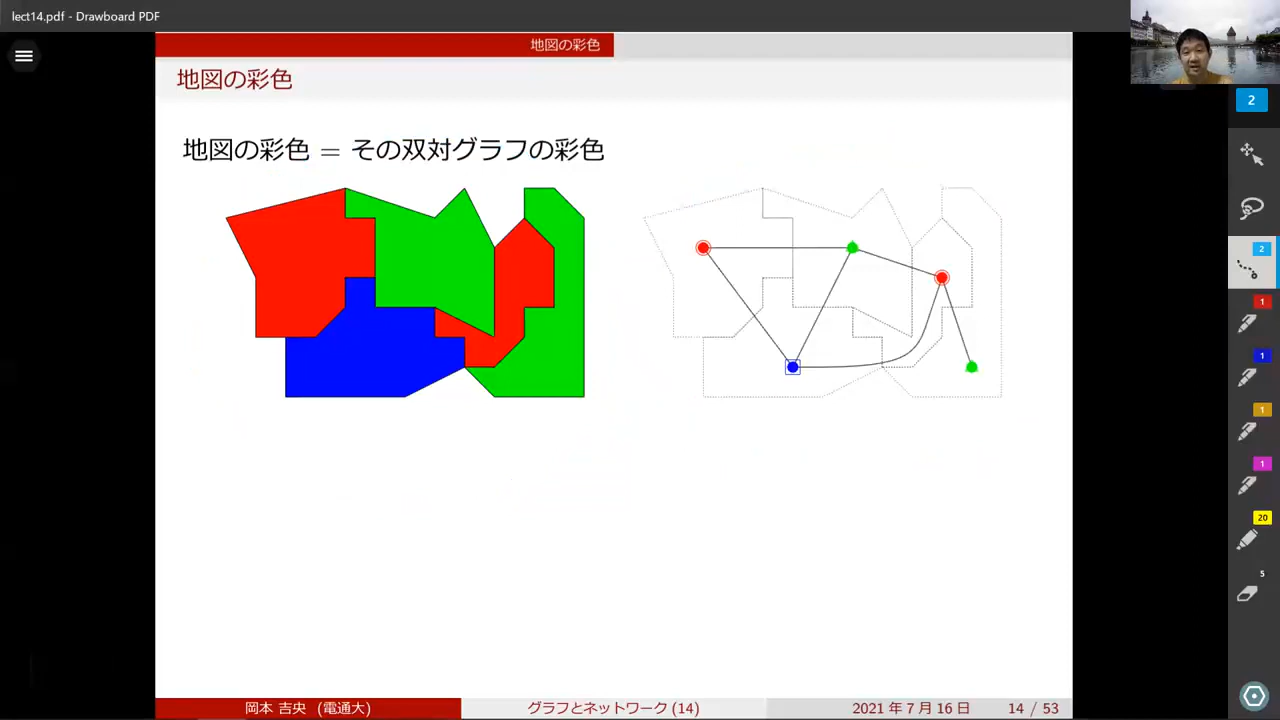 lect14.pdf - Drawboard PDF
地図の彩色
地図の彩色
地図の彩色 = その双対グラフの彩色
2
2
1
1
1
1
20
5
岡本 吉央 (電通大)
グラフとネットワーク (14)
2021 年 7 月 16 日
14 / 53